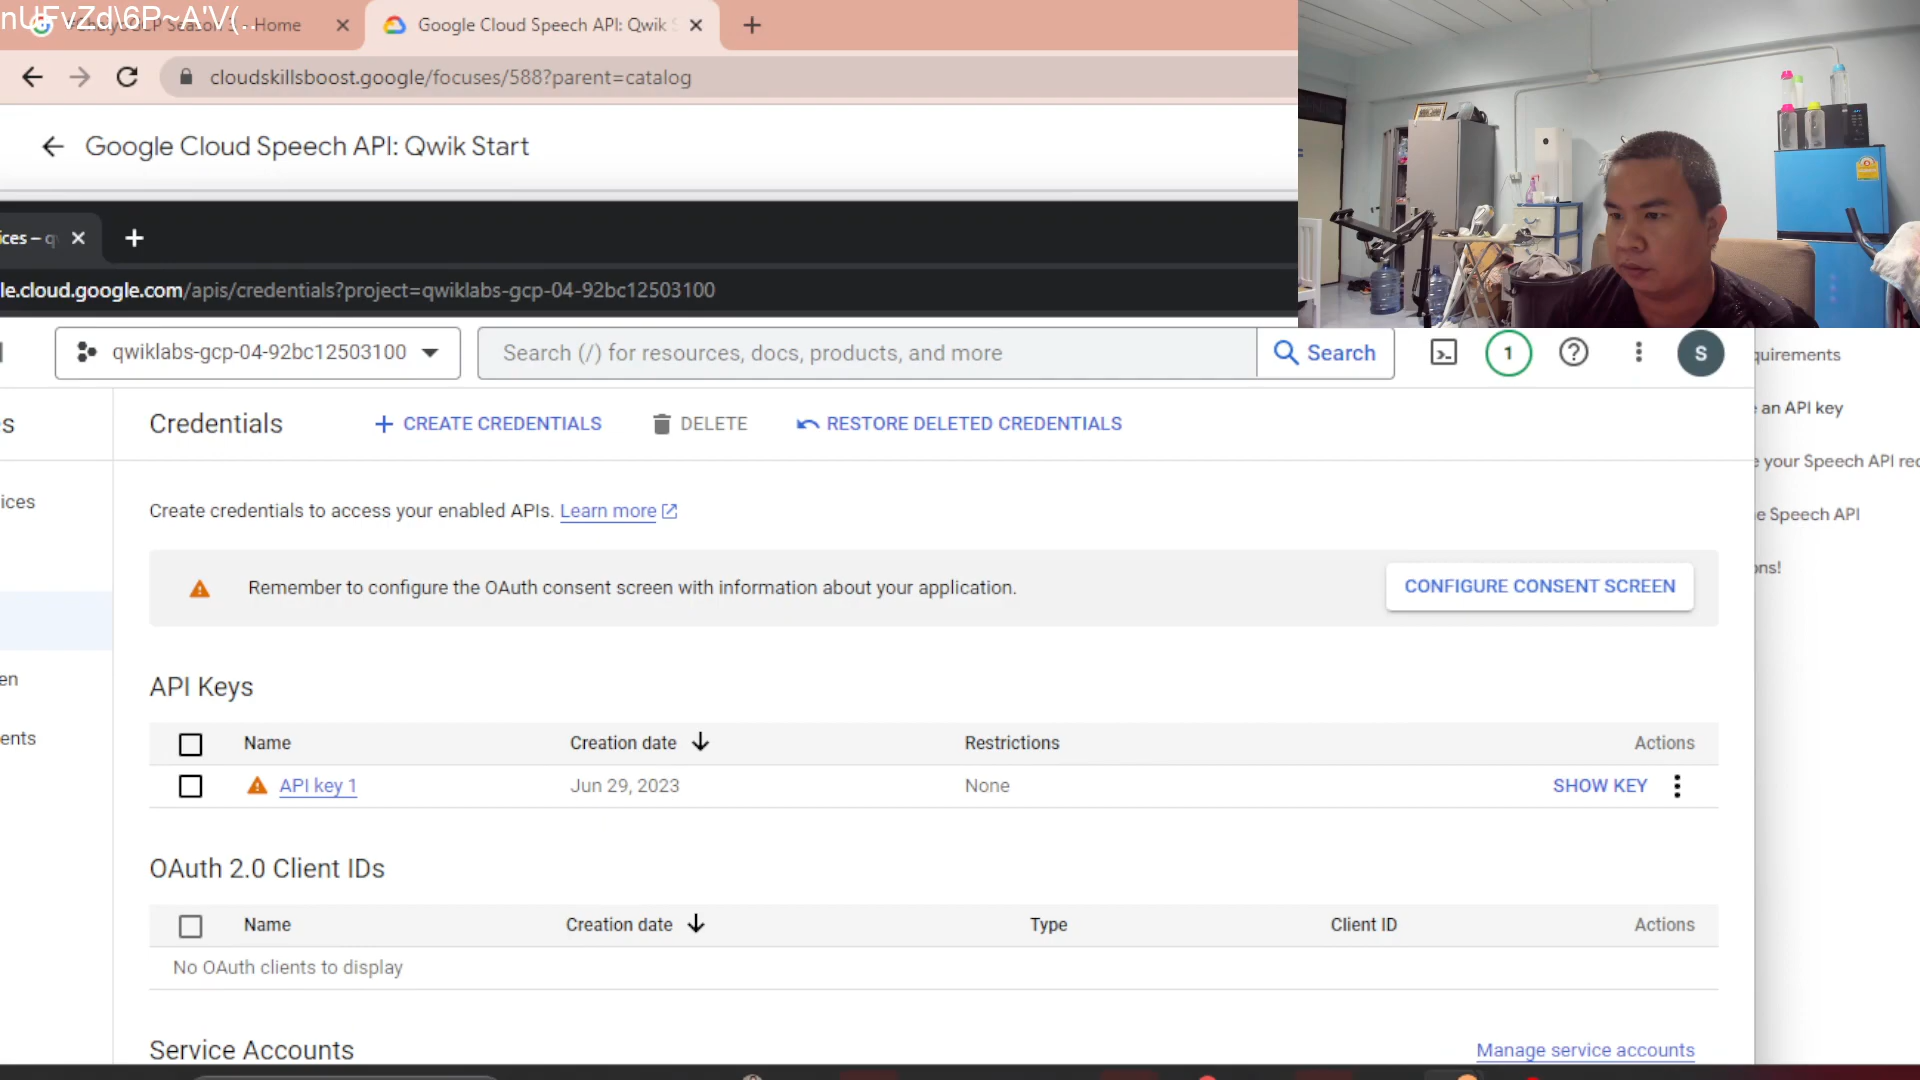 nUFvZd\6P~A'V(..
Season 3 - Home
Google Cloud Speech API: Qwik S
cloudskillsboost.google/focuses/588?parent=catalog
Google Cloud Speech API: Qwik Start
ices – q
le.cloud.google.com/apis/credentials?project=qwiklabs-gcp-04-92bc12503100
qwiklabs-gcp-04-92bc12503100
Search (/) for resources, docs, products, and more
Search
1
S
quirements
s
Credentials
CREATE CREDENTIALS
DELETE
RESTORE DELETED CREDENTIALS
an API key
e your Speech API req
ices
Create credentials to access your enabled APIs. Learn more
e Speech API
Remember to configure the OAuth consent screen with information about your application.
CONFIGURE CONSENT SCREEN
ons!
en
API Keys
ents
Name
Creation date
Restrictions
Actions
API key 1
Jun 29, 2023
None
SHOW KEY
OAuth 2.0 Client IDs
Name
Creation date
Type
Client ID
Actions
No OAuth clients to display
Service Accounts
Manage service accounts